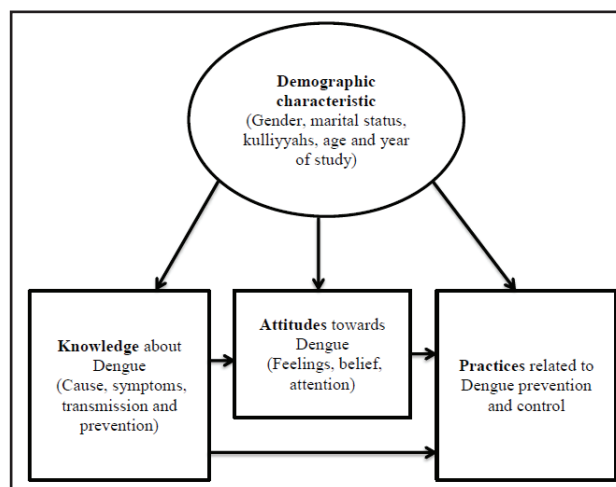 Demographic
characteristic
(Gender, marital status,
kulliyyahs, age and year
of study)
Knowledge about
Dengue
(Cause, symptoms,
transmission and
prevention)
Attitudes towards
Dengue
(Feelings, belief,
attention)
Practices related to
Dengue prevention
and control